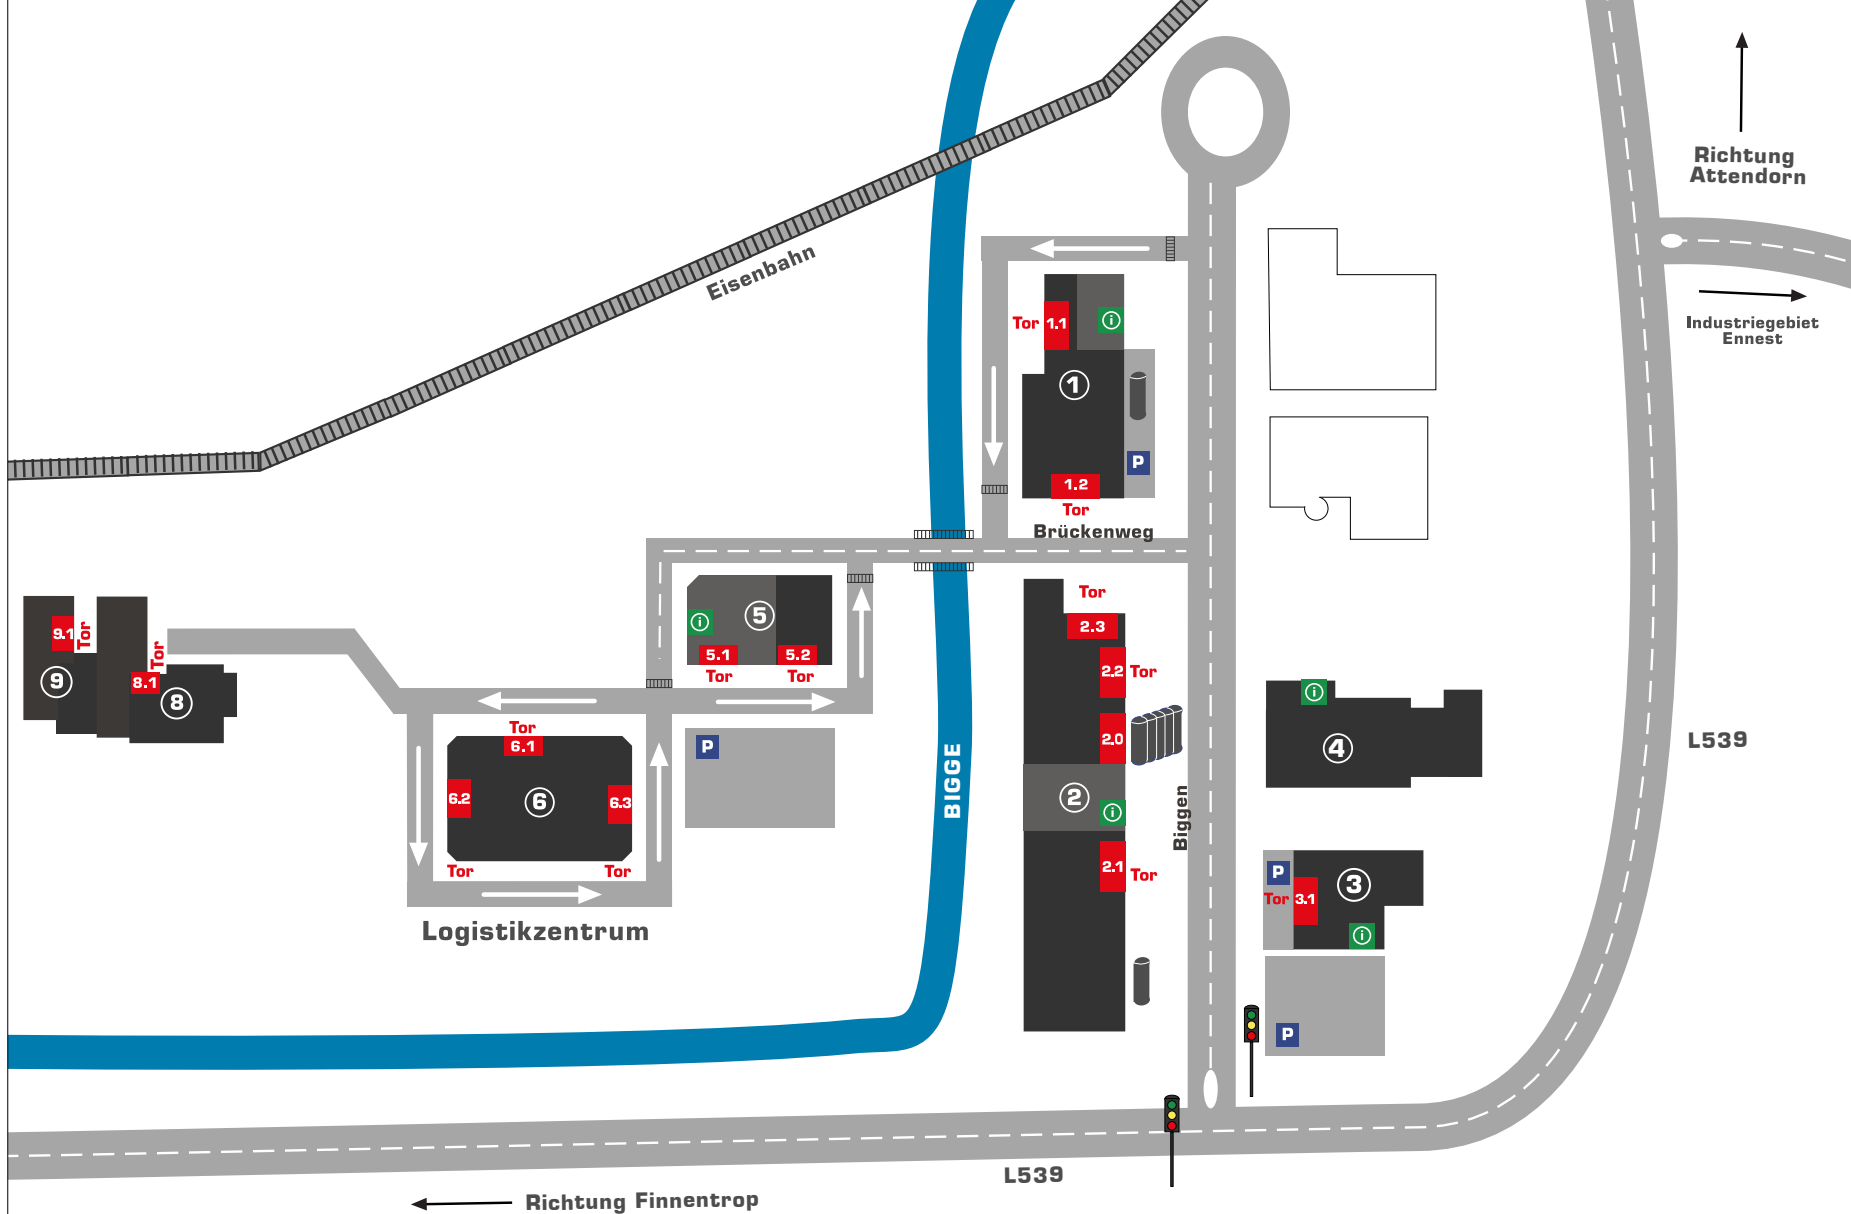 Richtung
Attendorn
Eisenbahn
Industriegebiet
Ennest
Tor
1.1
i
1
P
1.2
Tor
Brückenweg
Tor
2.3
2.2
Tor
2.0
2
i
2.1
Tor
BIGGE
Biggen
i
4
L539
P
Tor
3.1
3
i
P
5
i
5.1
5.2
Tor
Tor
9.1
Tor
Tor
8.1
9
8
Tor
6.1
6.2
6
6.3
Tor
Tor
P
Logistikzentrum
L539
Richtung Finnentrop